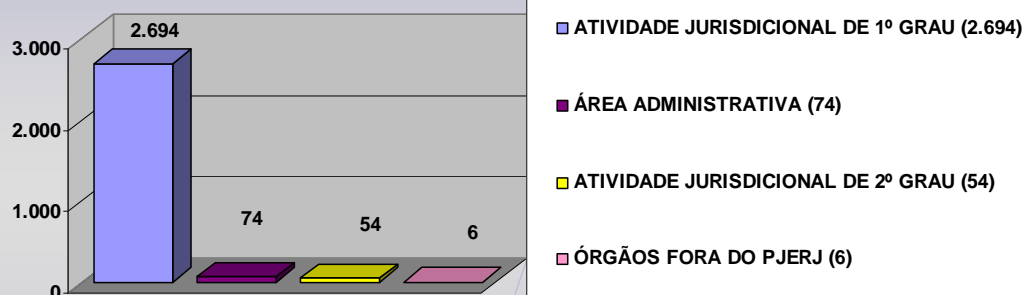 2.694
3.000
2.000
1.000
0
74
54
6
ATIVIDADE JURISDICIONAL DE 1º GRAU (2.694)
ÁREA ADMINISTRATIVA (74)
ATIVIDADE JURISDICIONAL DE 2º GRAU (54)
ÓRGÃOS FORA DO PJERJ (6)